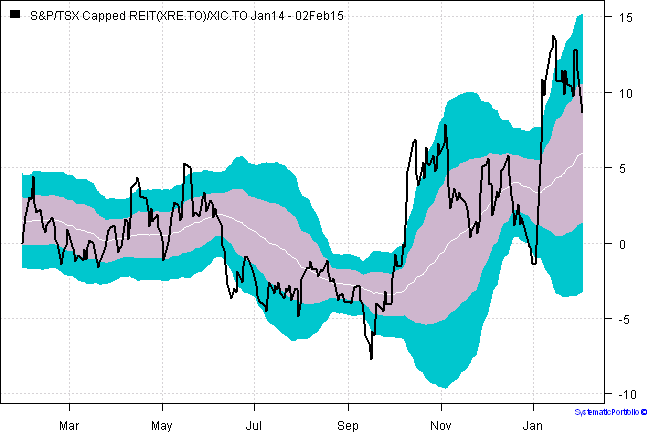 S&P/TSX Capped REIT(XRE.TO)/XIC.TO Jan14 - 02Feb15
15
10
5
0
-5
-10
Mar May Jul Sep Nov Jan
SystematicPortfolio ©